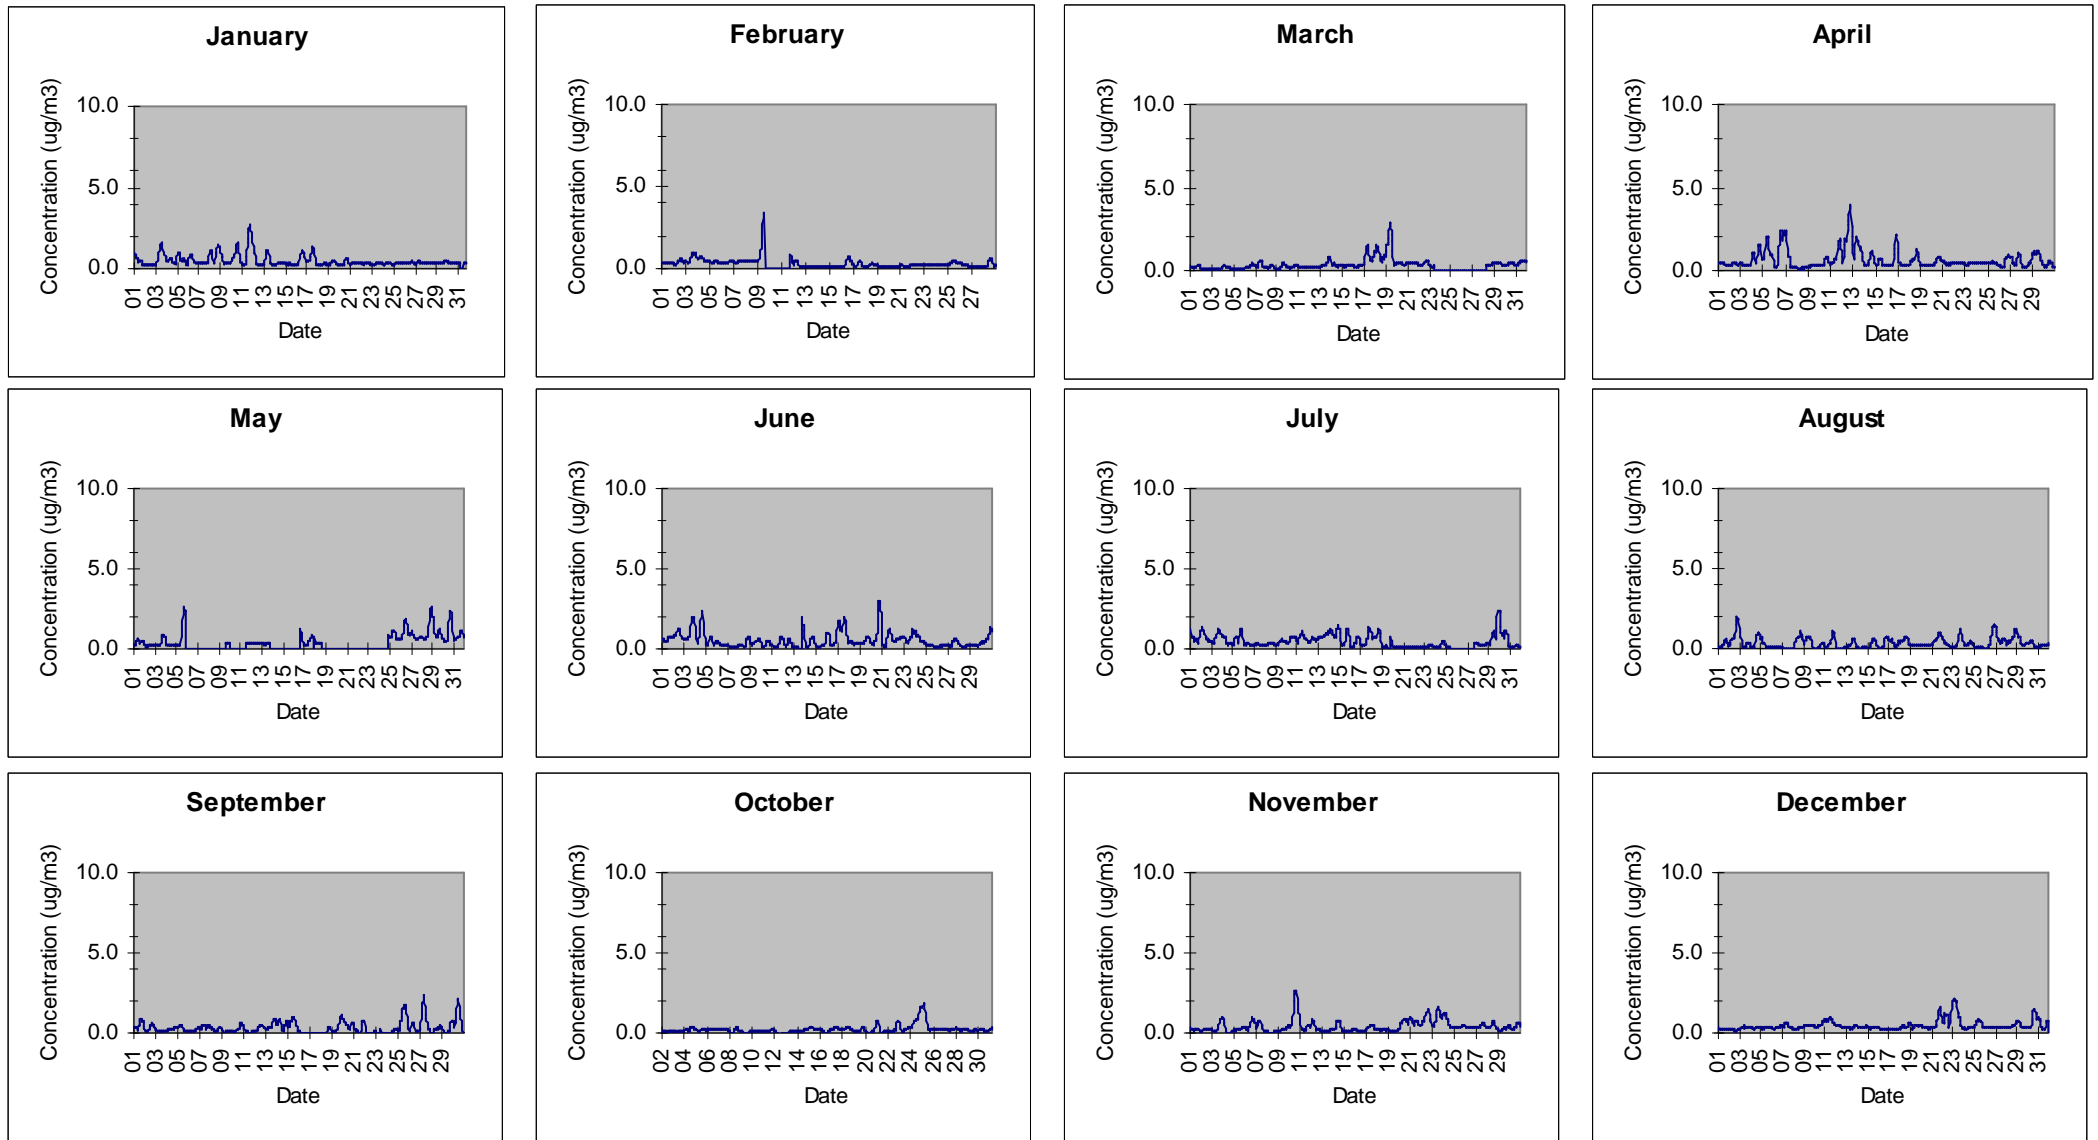 January
Concentration (ug/m3)
10.0
5.0
0.0
01 03 05 07 09 11 13 15 17 19 21 23 25 27 29 31
Date
February
Concentration (ug/m3)
10.0
5.0
0.0
01 03 05 07 09 11 13 15 17 19 21 23 25 27
Date
March
Concentration (ug/m3)
10.0
5.0
0.0
01 03 05 07 09 11 13 15 17 19 21 23 25 27 29 31
Date
April
Concentration (ug/m3)
10.0
5.0
0.0
01 03 05 07 09 11 13 15 17 19 21 23 25 27 29
Date
May
Concentration (ug/m3)
10.0
5.0
0.0
01 03 05 07 09 11 13 15 17 19 21 23 25 27 29 31
Date
June
Concentration (ug/m3)
10.0
5.0
0.0
01 03 05 07 09 11 13 15 17 19 21 23 25 27 29
Date
July
Concentration (ug/m3)
10.0
5.0
0.0
01 03 05 07 09 11 13 15 17 19 21 23 25 27 29 31
Date
August
Concentration (ug/m3)
10.0
5.0
0.0
01 03 05 07 09 11 13 15 17 19 21 23 25 27 29 31
Date
September
Concentration (ug/m3)
10.0
5.0
0.0
01 03 05 07 09 11 13 15 17 19 21 23 25 27 29
Date
October
Concentration (ug/m3)
10.0
5.0
0.0
02 04 06 08 10 12 14 16 18 20 22 24 26 28 30
Date
November
Concentration (ug/m3)
10.0
5.0
0.0
01 03 05 07 09 11 13 15 17 19 21 23 25 27 29
Date
December
Concentration (ug/m3)
10.0
5.0
0.0
01 03 05 07 09 11 13 15 17 19 21 23 25 27 29 31
Date